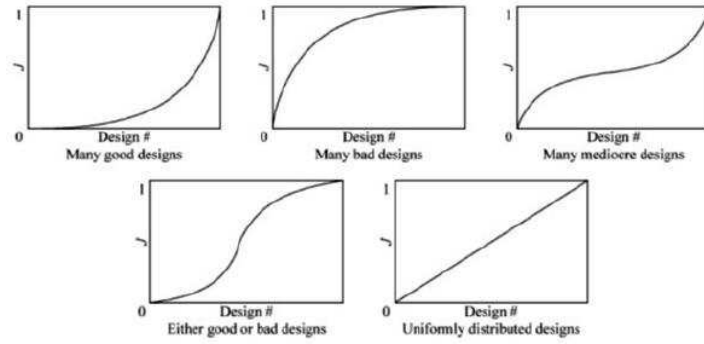 1
J
0
Design #
Many good designs
1
J
0
Design #
Many bad designs
1
J
0
Design #
Many mediocre designs
1
J
0
Design #
Either good or bad designs
1
J
0
Design #
Uniformly distributed designs